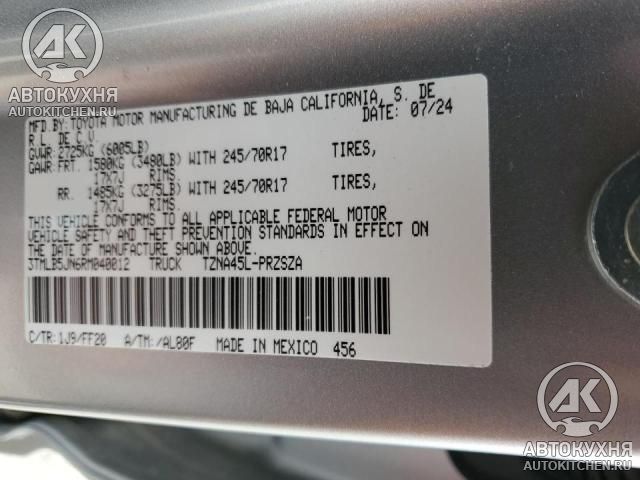 AK
АВТОКУХНЯ
AUTOKITCHEN.RU
MFD.BY:TOYOTA MOTOR MANUFACTURING DE BAJA CALIFORNIA, S. DE
R L. DE C.V. DATE: 07/24
GVWR: 2725KG (6005LB)
GAWR: FRT. 1580KG (3480LB) WITH 245/70R17 TIRES,
17X7J RIMS.
RR. 1485KG (3275LB) WITH 245/70R17 TIRES,
17X7J RIMS.
THIS VEHICLE CONFORMS TO ALL APPLICABLE FEDERAL MOTOR
VEHICLE SAFETY AND THEFT PREVENTION STANDARDS IN EFFECT ON
THE DATE OF MANUFACTURE SHOWN ABOVE.
3TMLB5JN6RM040012 TRUCK TZNA45L-PRZSZA
C/TR: 1J9/FF20 A/TM: /AL80F MADE IN MEXICO 456
AK
АВТОКУХНЯ
AUTOKITCHEN.RU